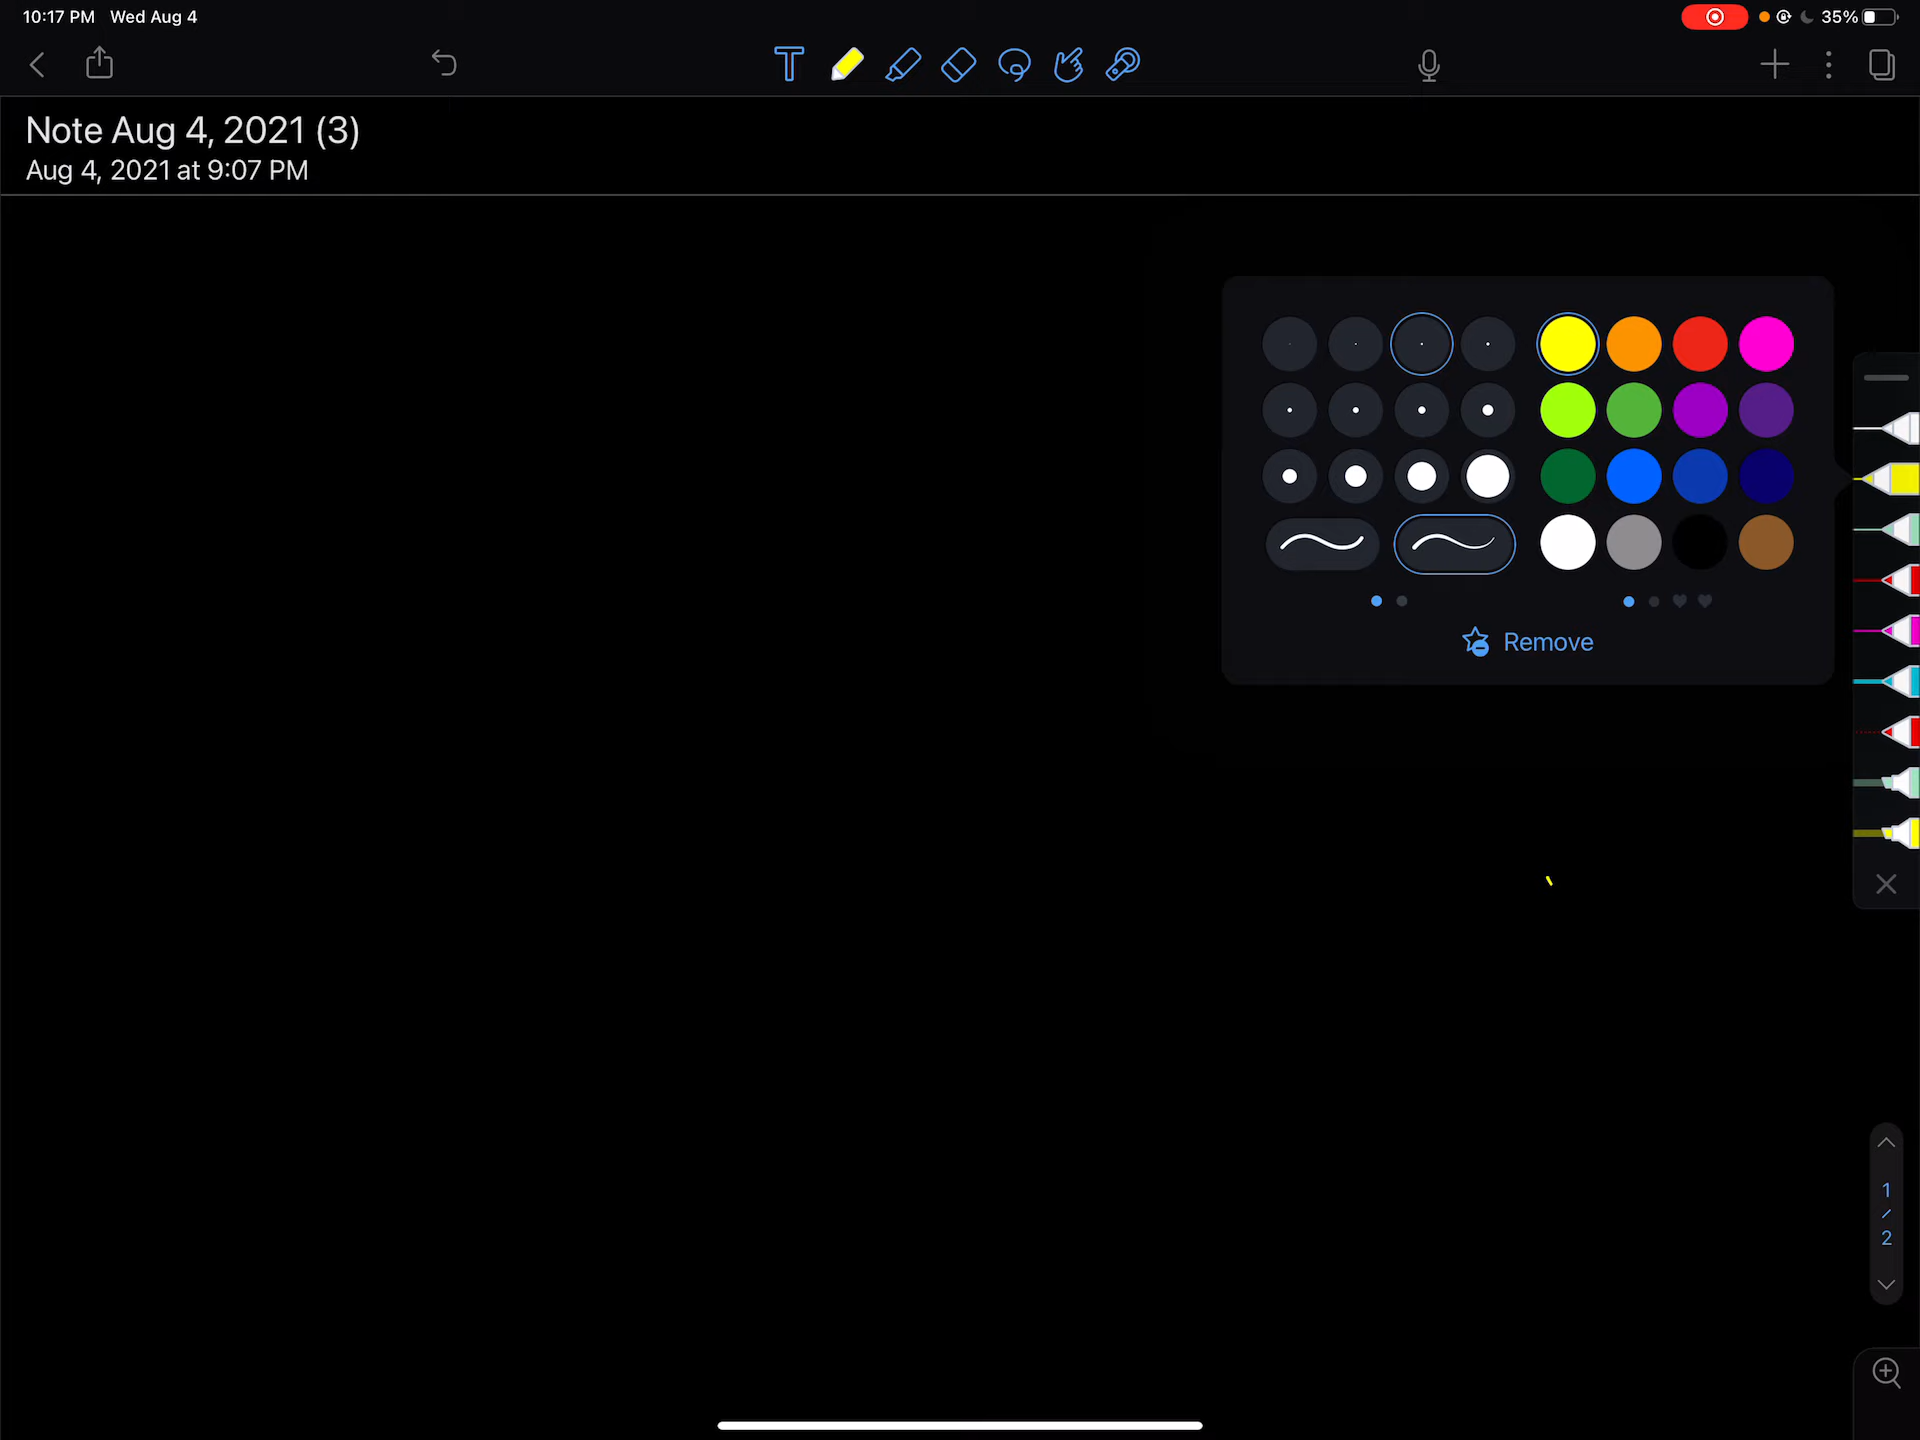 10:17 PM Wed Aug 4
35%
Note Aug 4, 2021 (3)
Aug 4, 2021 at 9:07 PM
Remove
1
/
2